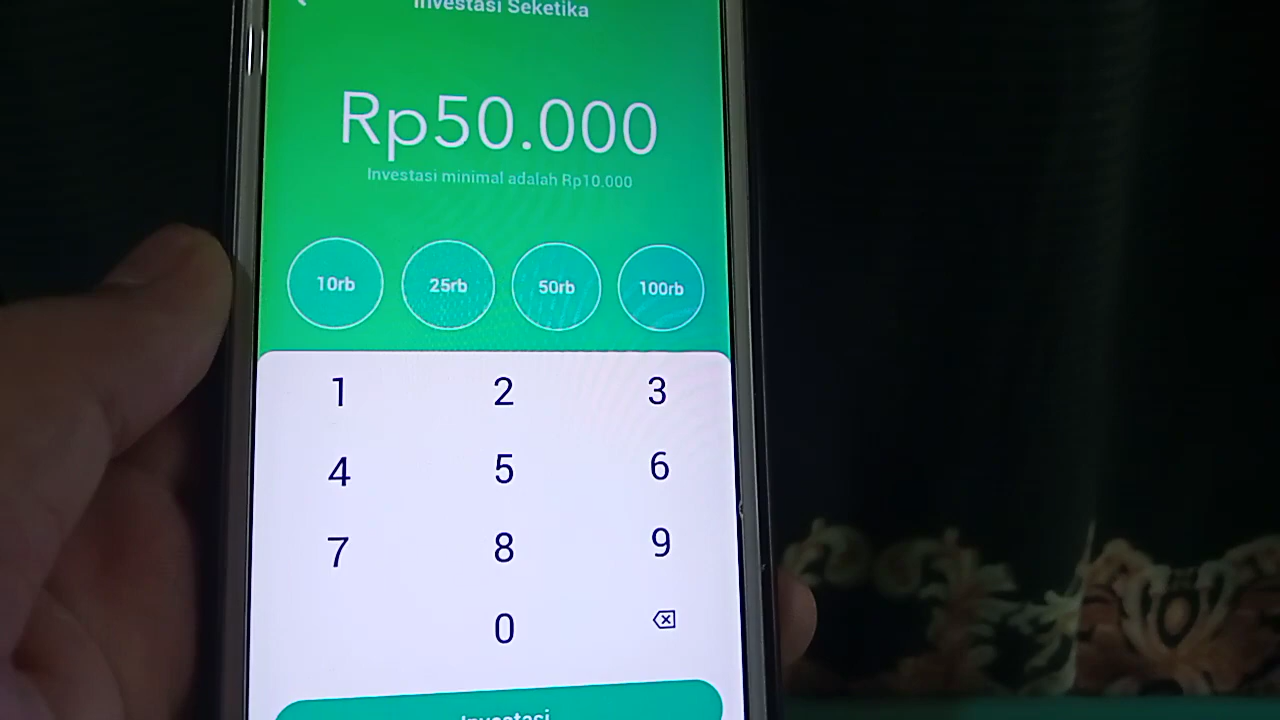 Investasi Seketika
Rp50.000
Investasi minimal adalah Rp10.000
10rb 25rb 50rb 100rb
1 2 3
4 5 6
7 8 9
0
Investasi